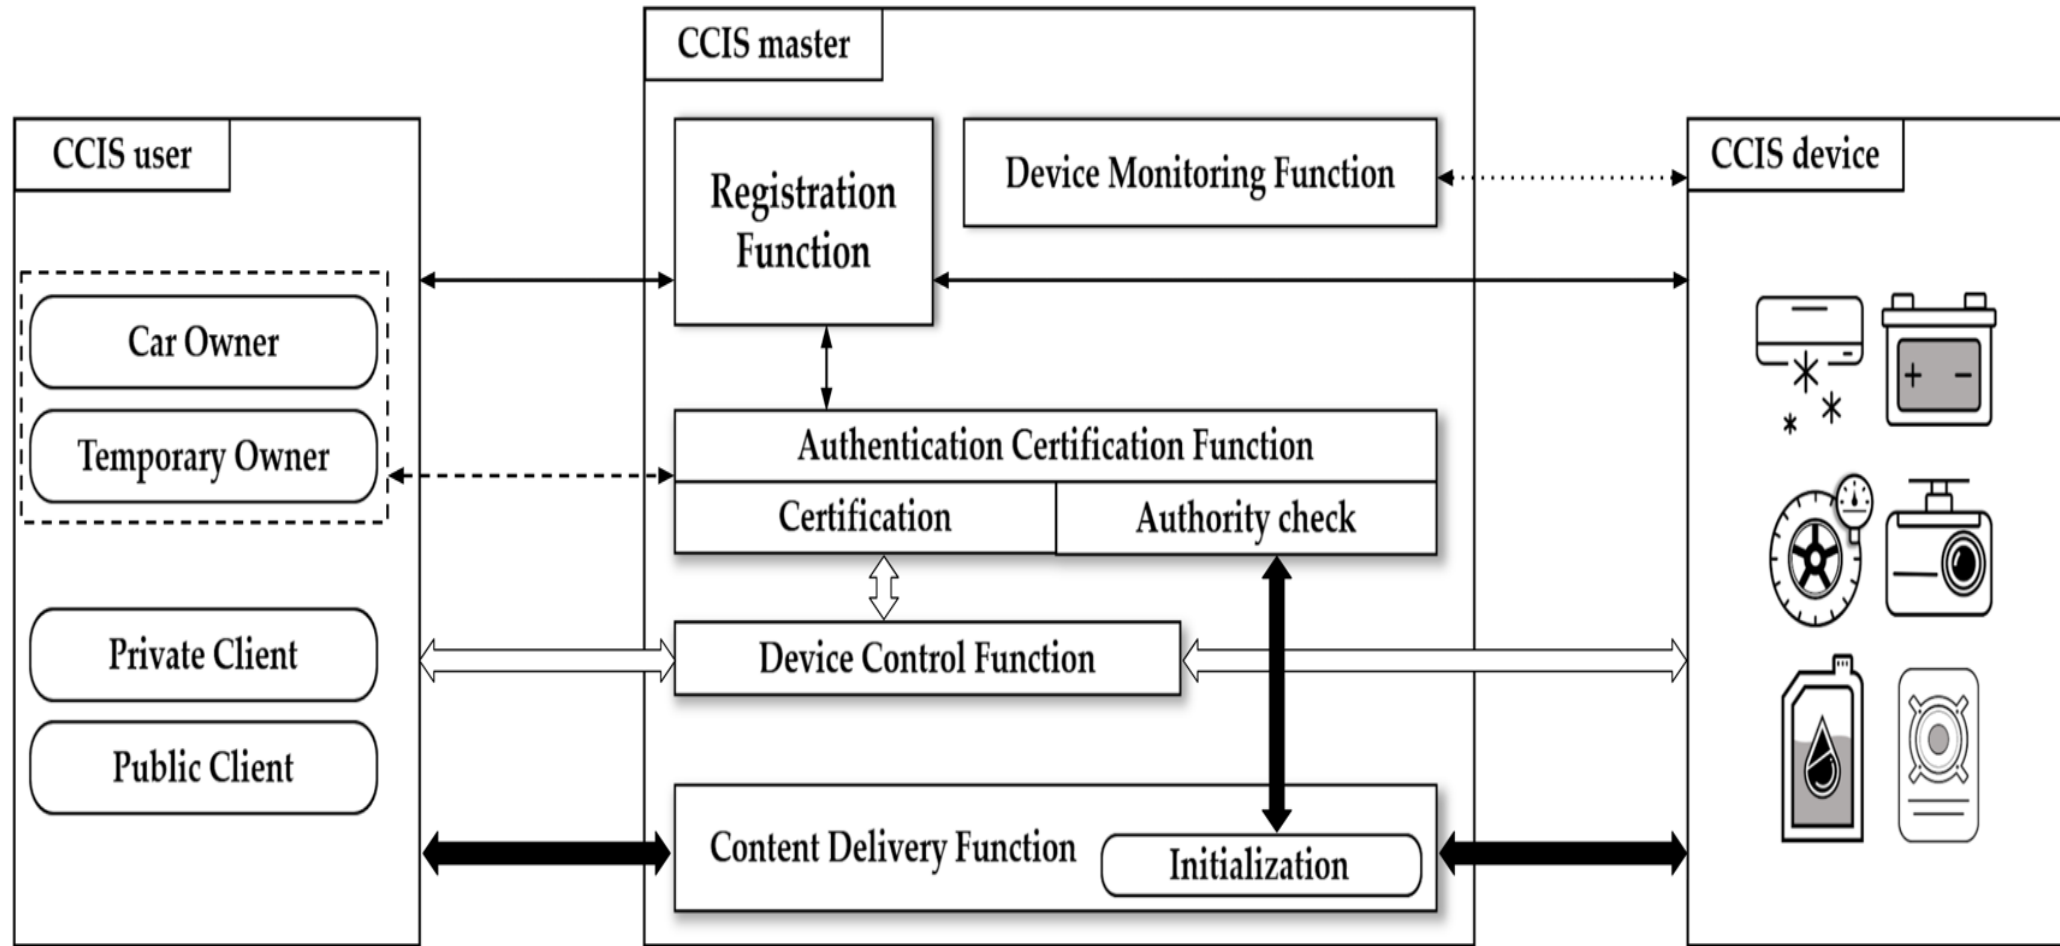 CCIS user
Car Owner
Temporary Owner
Private Client
Public Client
CCIS master
Registration
Function
Device Monitoring Function
Authentication Certification Function
Certification
Authority check
Device Control Function
Content Delivery Function
Initialization
CCIS device
+ −